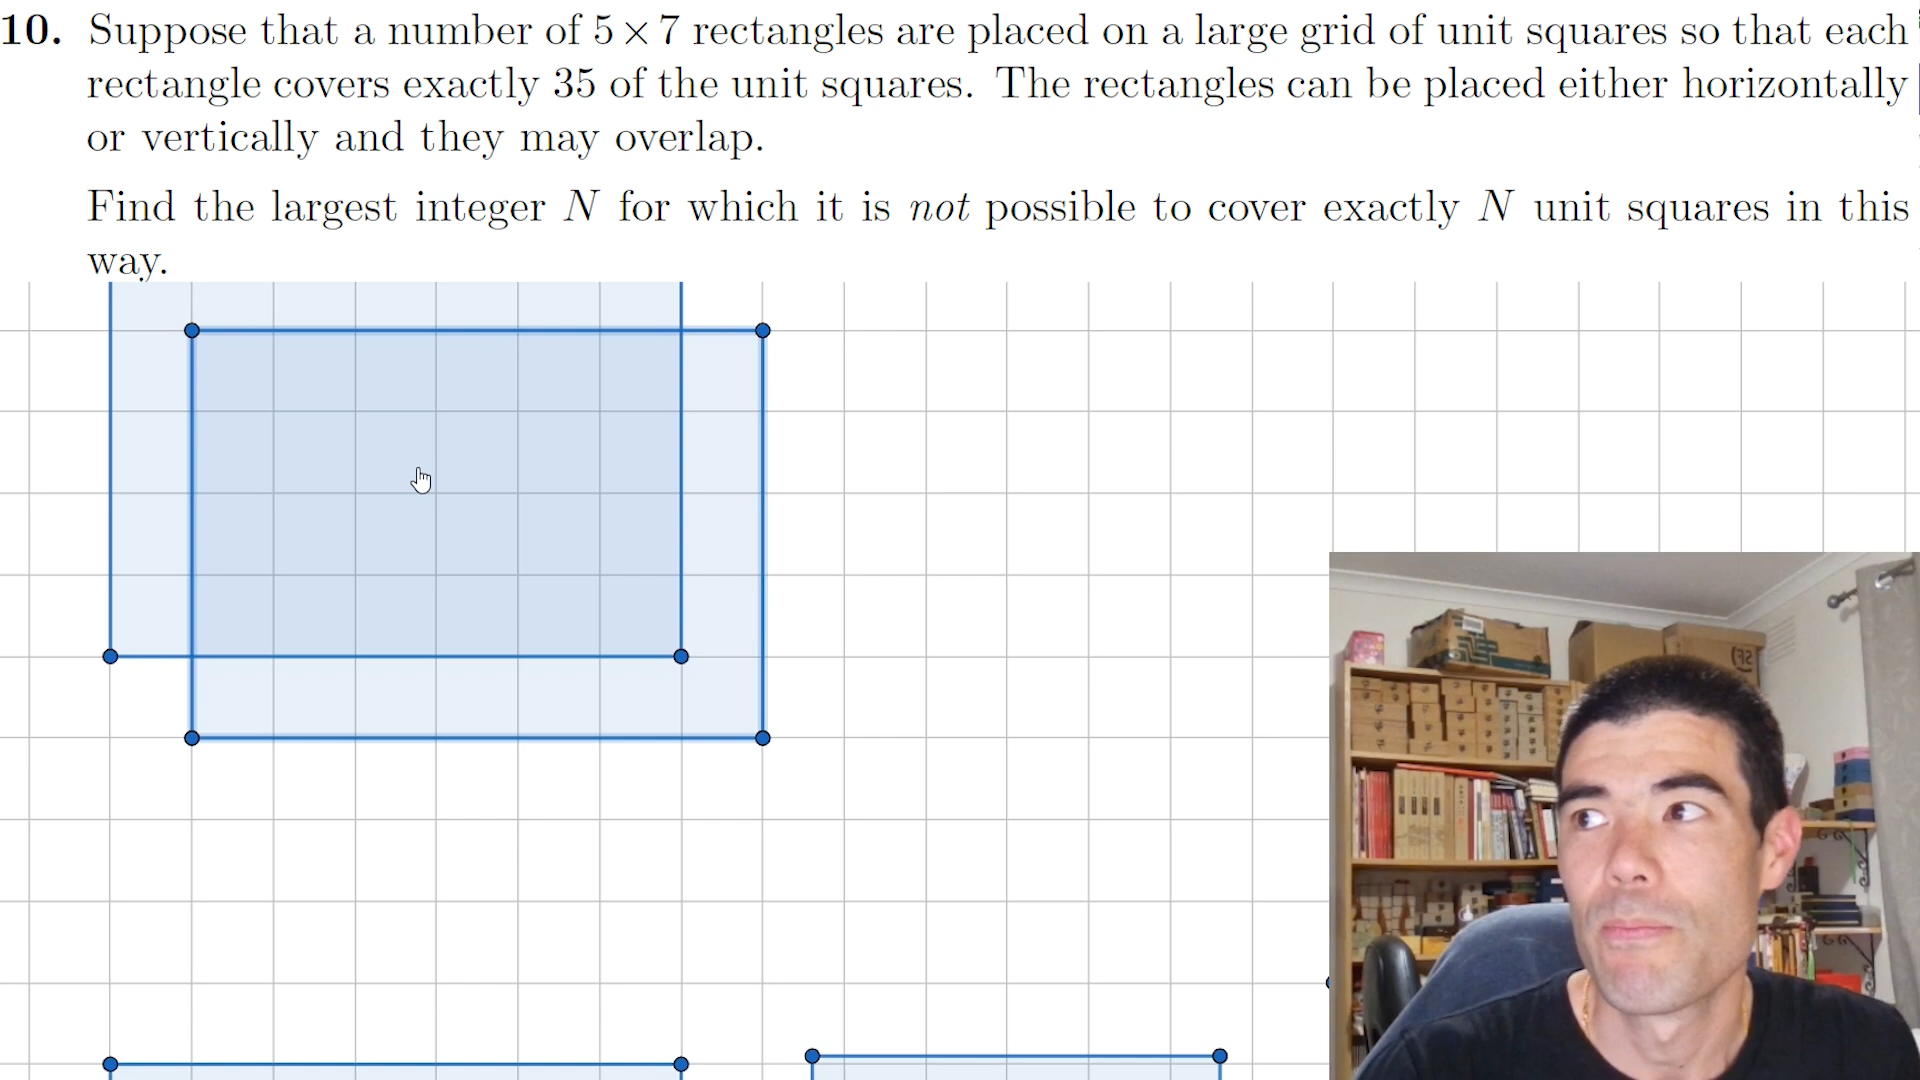 10. Suppose that a number of 5 × 7 rectangles are placed on a large grid of unit squares so that each
rectangle covers exactly 35 of the unit squares. The rectangles can be placed either horizontally
or vertically and they may overlap.
Find the largest integer N for which it is not possible to cover exactly N unit squares in this
way.